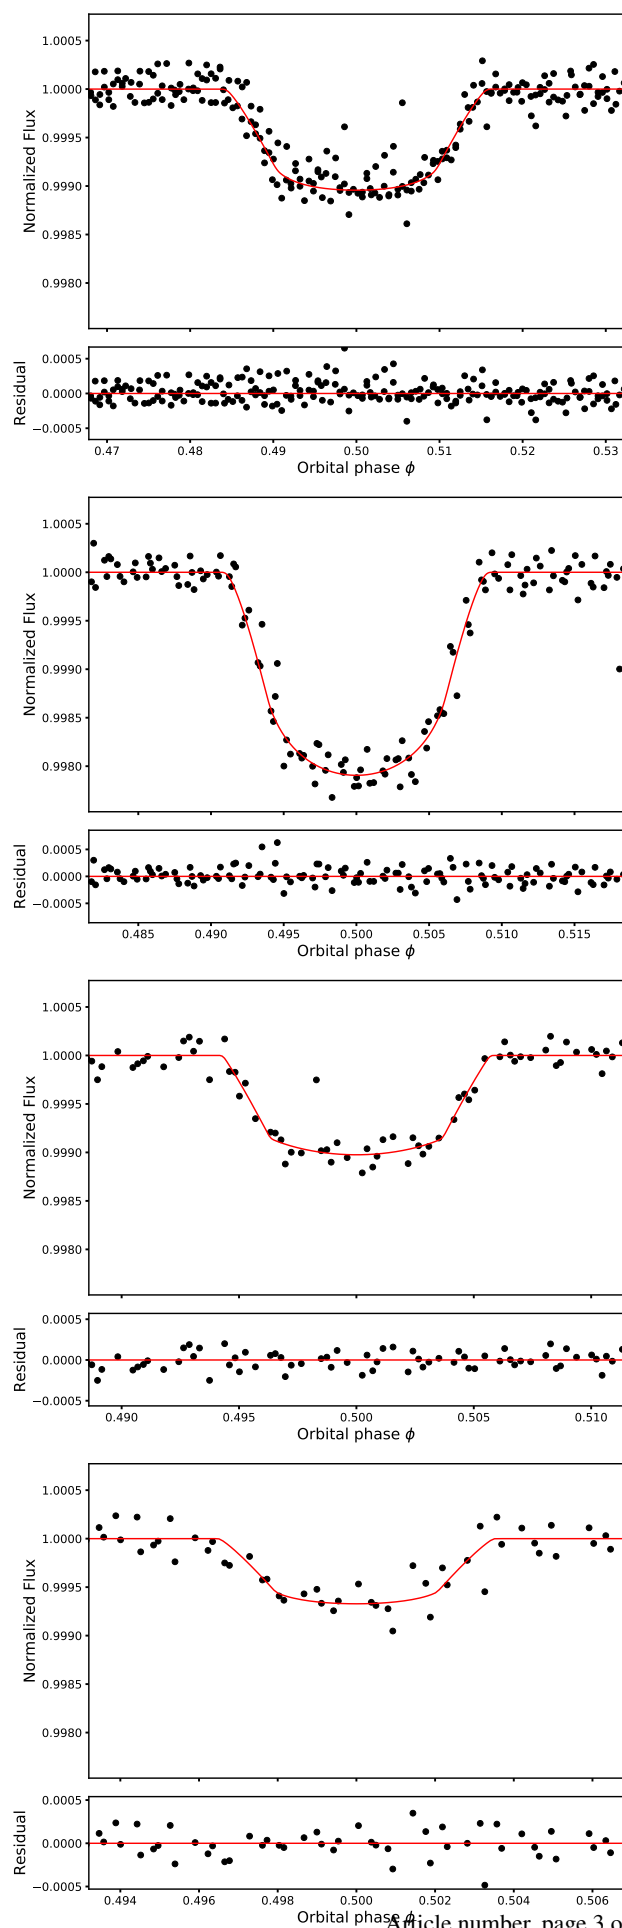 1.0005
1.0000
0.9995
0.9990
0.9985
0.9980
Normalized Flux
0.0005
0.0000
−0.0005
Residual
0.47 0.48 0.49 0.50 0.51 0.52 0.53
Orbital phase ϕ
1.0005
1.0000
0.9995
0.9990
0.9985
0.9980
Normalized Flux
0.0005
0.0000
−0.0005
Residual
0.485 0.490 0.495 0.500 0.505 0.510 0.515
Orbital phase ϕ
1.0005
1.0000
0.9995
0.9990
0.9985
0.9980
Normalized Flux
0.0005
0.0000
−0.0005
Residual
0.490 0.495 0.500 0.505 0.510
Orbital phase ϕ
1.0005
1.0000
0.9995
0.9990
0.9985
0.9980
Normalized Flux
0.0005
0.0000
−0.0005
Residual
0.494 0.496 0.498 0.500 0.502 0.504 0.506
Orbital phase ϕ
Article number, page 3 o